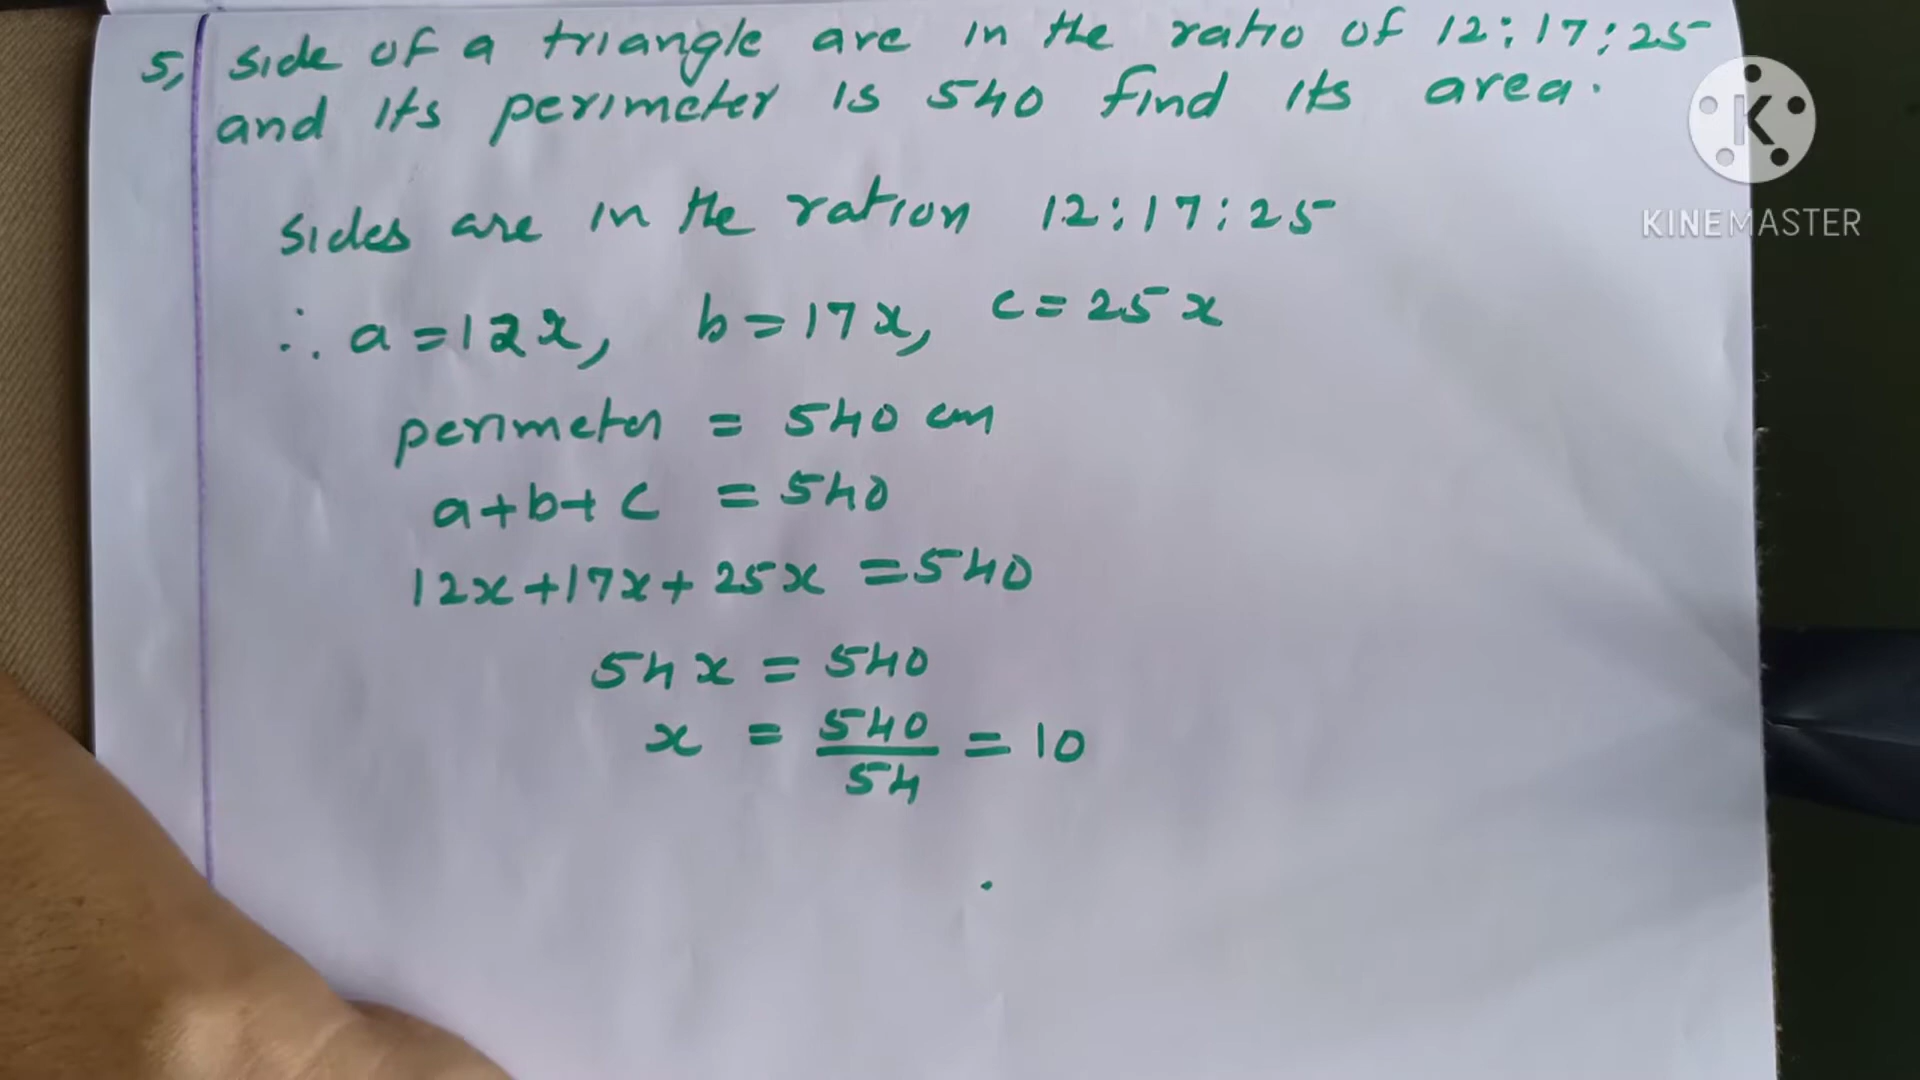 5, side of a triangle are in the ratio of 12:17:25
and its perimeter is 540 find its area.
K
KINEMASTER
sides are in the ration 12:17:25
∴ a=12x, b=17x, c=25x
perimeter = 540 cm
a+b+c = 540
12x+17x+25x =540
54x = 540
x = 540/54 = 10